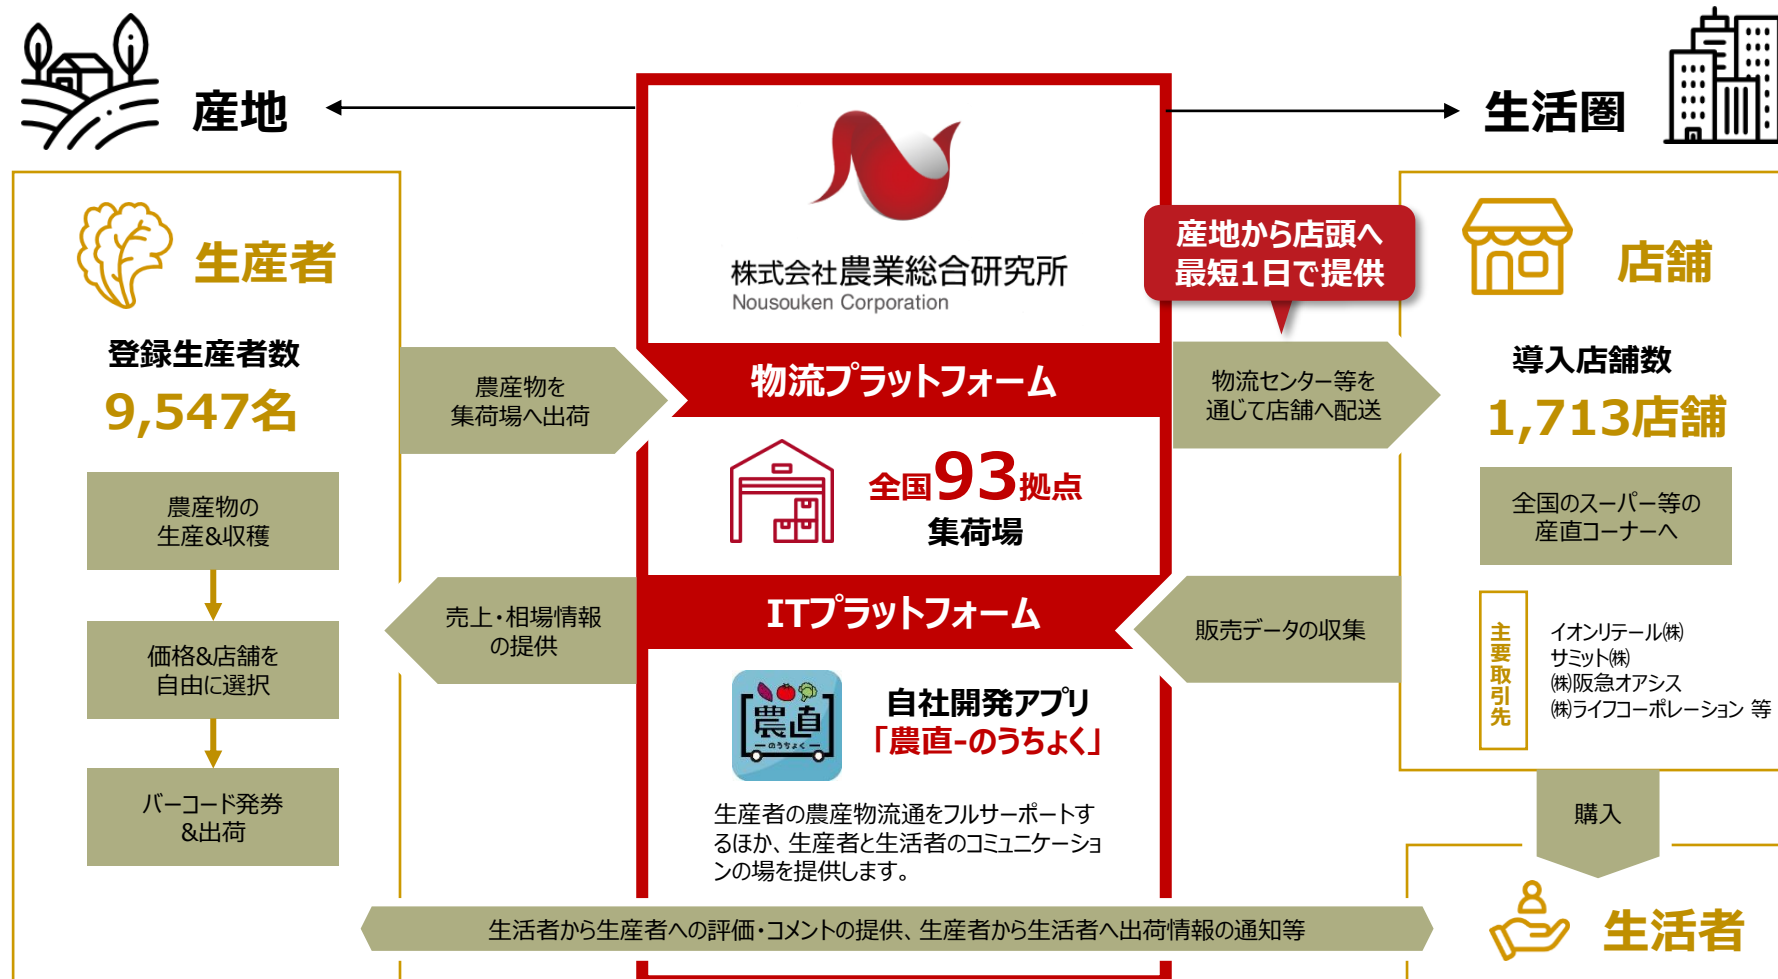 産地
生活圏
株式会社農業総合研究所
Nousouken Corporation
産地から店頭へ
最短1日で提供
生産者
登録生産者数
9,547名
農産物の
生産&収穫
価格&店舗を
自由に選択
バーコード発券
&出荷
農産物を
集荷場へ出荷
物流プラットフォーム
物流センター等を
通じて店舗へ配送
全国93拠点
集荷場
売上・相場情報
の提供
ITプラットフォーム
販売データの収集
農直
のうちょく
自社開発アプリ
「農直-のうちょく」
生産者の農産物流通をフルサポートす
るほか、生産者と生活者のコミュニケーショ
ンの場を提供します。
店舗
導入店舗数
1,713店舗
全国のスーパー等の
産直コーナーへ
主要取引先
イオンリテール㈱
サミット㈱
㈱阪急オアシス
㈱ライフコーポレーション 等
購入
生活者
生活者から生産者への評価・コメントの提供、生産者から生活者へ出荷情報の通知等